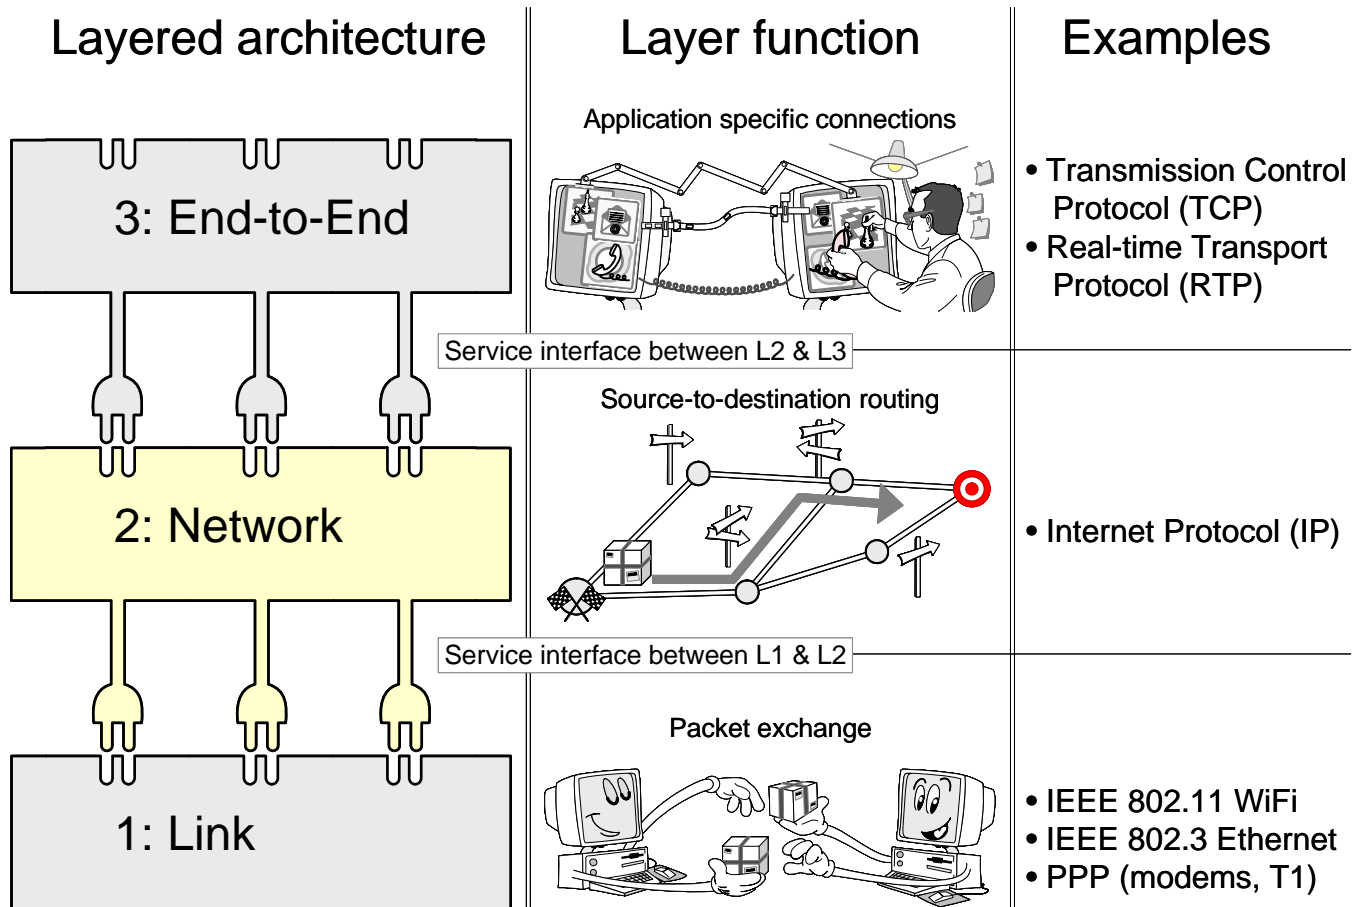 Layered architecture
Layer function
Examples
Application specific connections
3: End-to-End
• Transmission Control
Protocol (TCP)
• Real-time Transport
Protocol (RTP)
Service interface between L2 & L3
Source-to-destination routing
2: Network
• Internet Protocol (IP)
Service interface between L1 & L2
Packet exchange
1: Link
• IEEE 802.11 WiFi
• IEEE 802.3 Ethernet
• PPP (modems, T1)